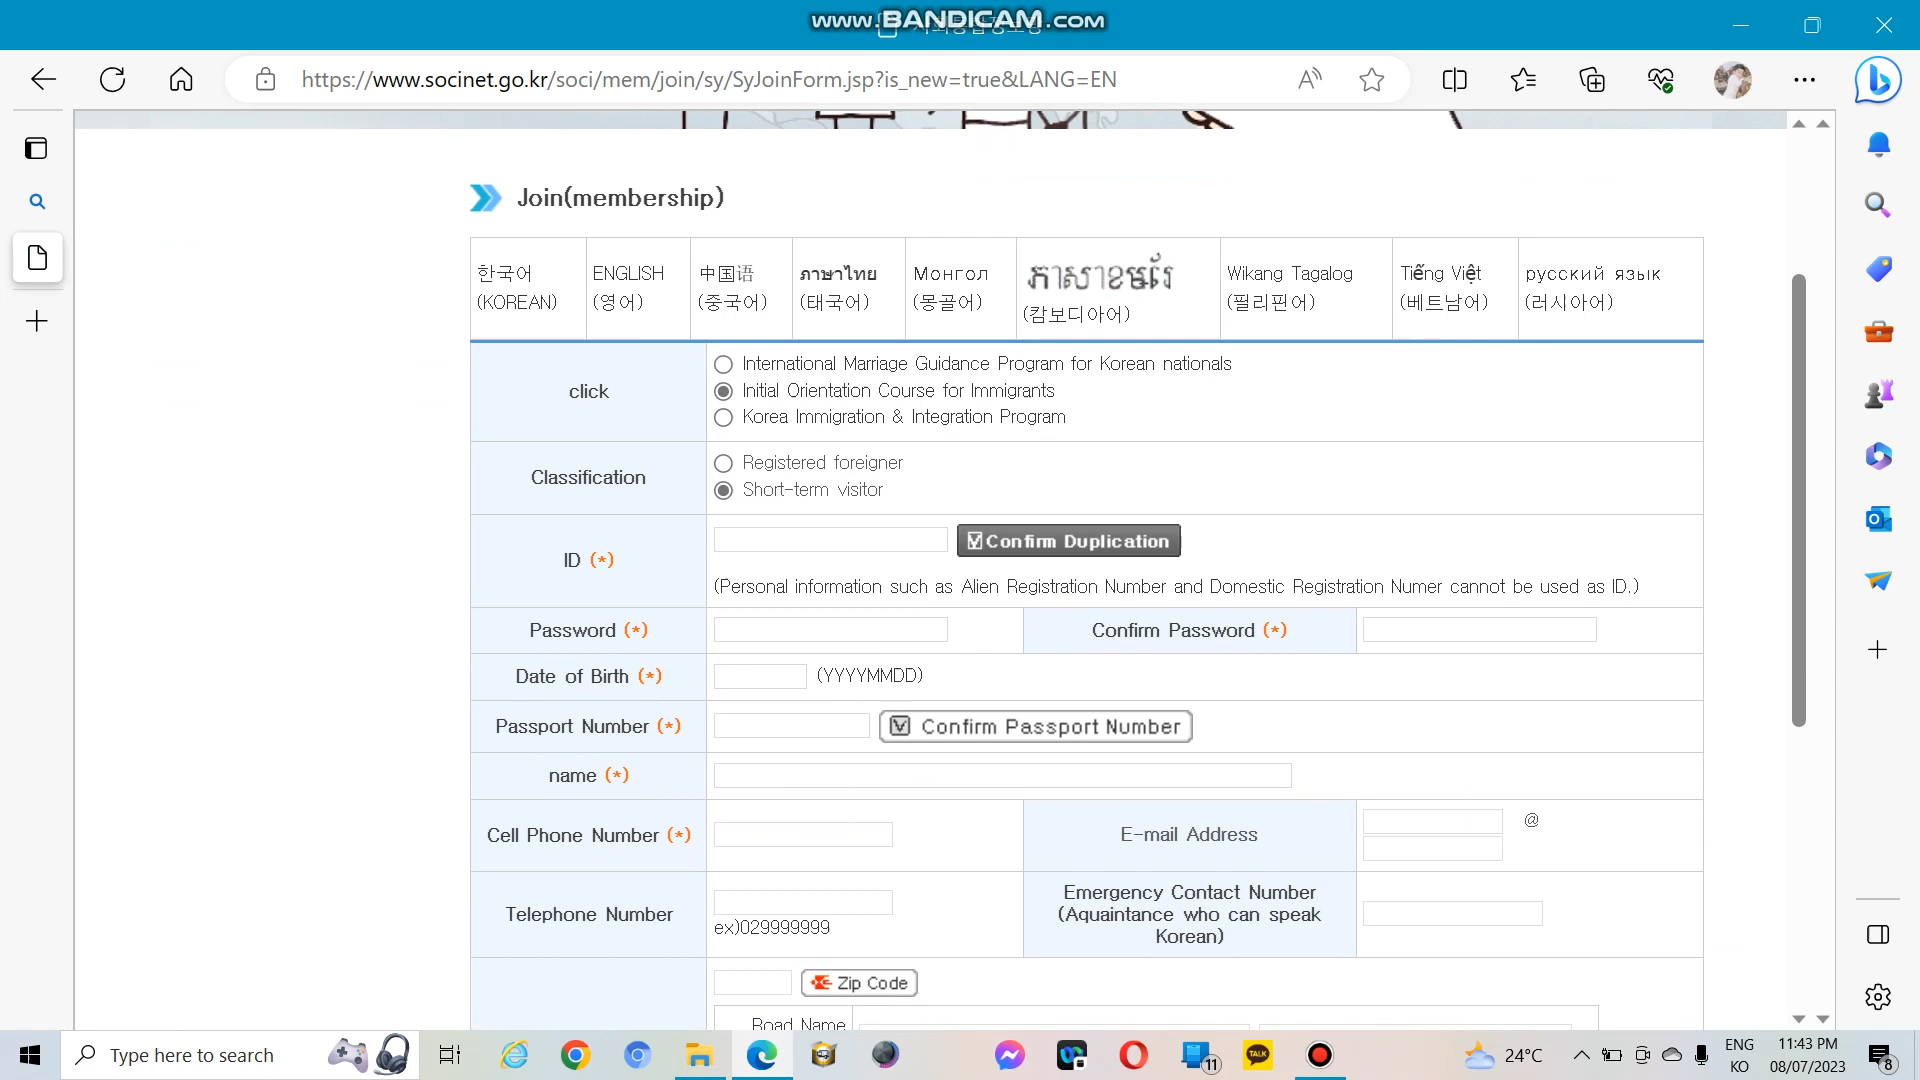 www.BANDICAM.com
https://www.socinet.go.kr/soci/mem/join/sy/SyJoinForm.jsp?is_new=true&LANG=EN
Join(membership)
한국어 (KOREAN)
ENGLISH (영어)
中国语 (중국어)
ภาษาไทย (태국어)
Монгол (몽골어)
ភាសាខមរែ (캄보디아어)
Wikang Tagalog (필리핀어)
Tiếng Việt (베트남어)
русский язык (러시아어)
click
International Marriage Guidance Program for Korean nationals
Initial Orientation Course for Immigrants
Korea Immigration & Integration Program
Classification
Registered foreigner
Short-term visitor
ID (*)
Confirm Duplication
(Personal information such as Alien Registration Number and Domestic Registration Numer cannot be used as ID.)
Password (*)
Confirm Password (*)
Date of Birth (*)
(YYYYMMDD)
Passport Number (*)
Confirm Passport Number
name (*)
Cell Phone Number (*)
E-mail Address
@
Telephone Number
ex)029999999
Emergency Contact Number
(Aquaintance who can speak
Korean)
Zip Code
Road Name
Type here to search
TALK
11
24°C
ENG
KO
11:43 PM
08/07/2023
8